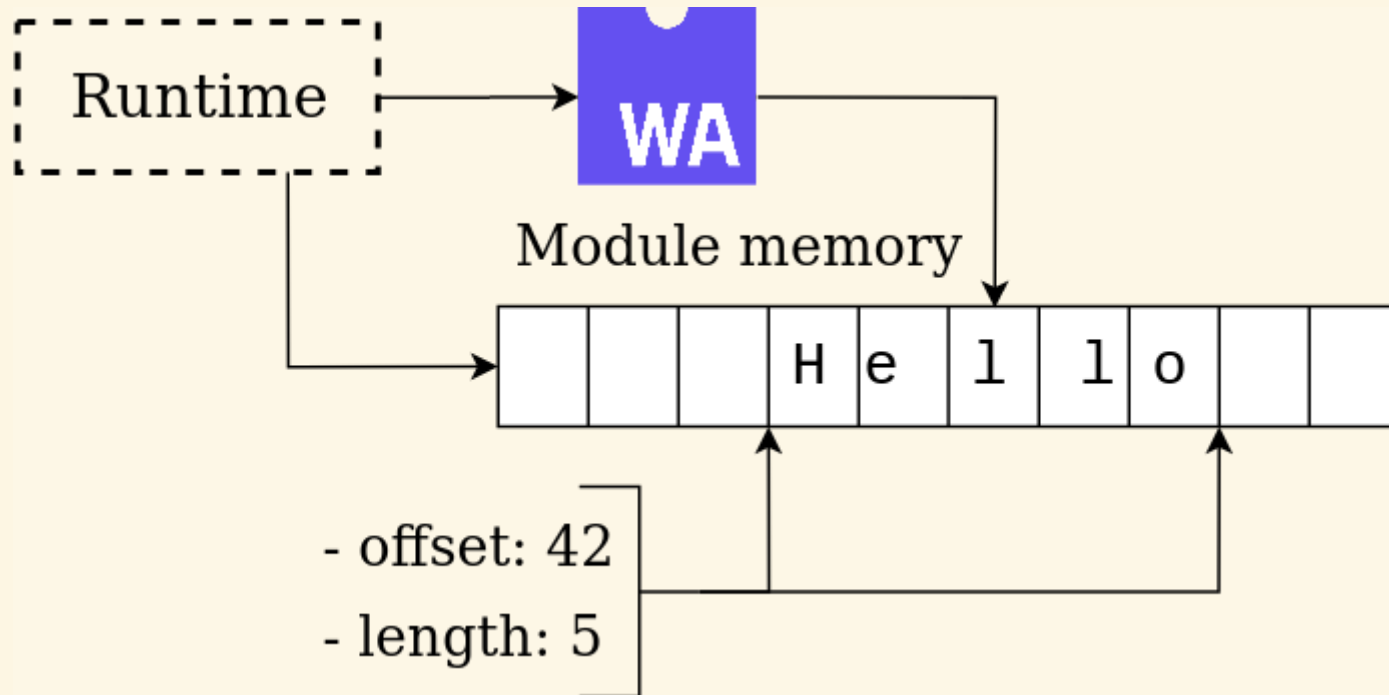 Runtime
WA
Module memory
H e l l o
- offset: 42
- length: 5